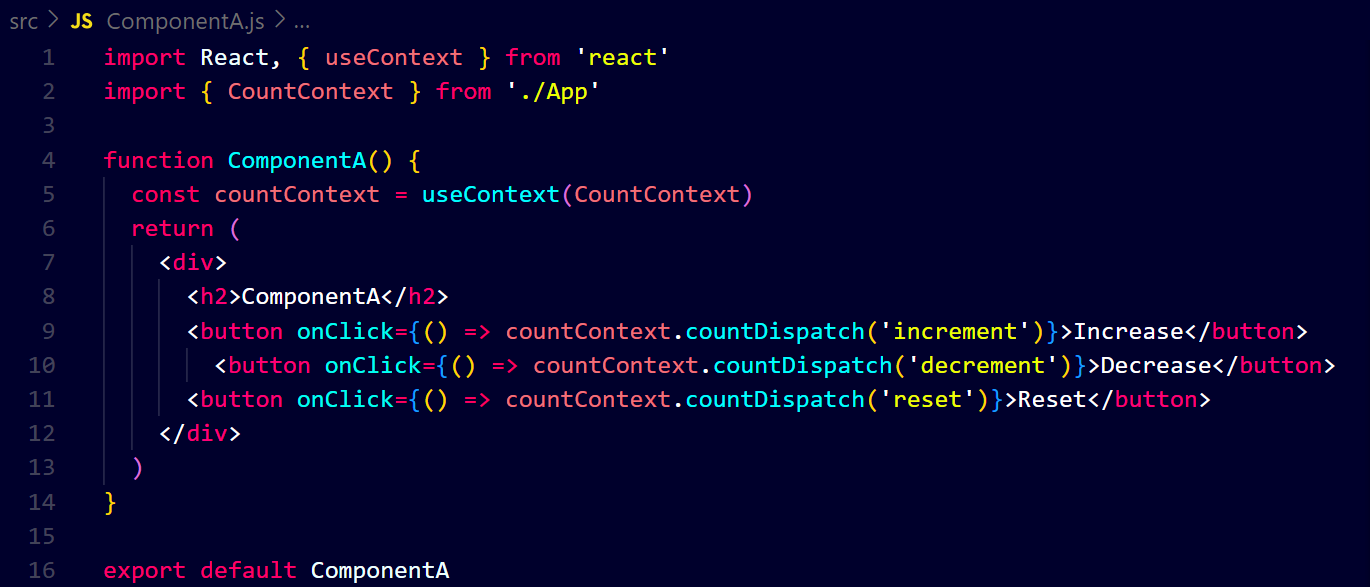 src > JS ComponentA.js > ...
1 import React, { useContext } from 'react'
2 import { CountContext } from './App'
3
4 function ComponentA() {
5   const countContext = useContext(CountContext)
6   return (
7     <div>
8       <h2>ComponentA</h2>
9       <button onClick={() => countContext.countDispatch('increment')}>Increase</button>
10         <button onClick={() => countContext.countDispatch('decrement')}>Decrease</button>
11       <button onClick={() => countContext.countDispatch('reset')}>Reset</button>
12     </div>
13   )
14 }
15
16 export default ComponentA